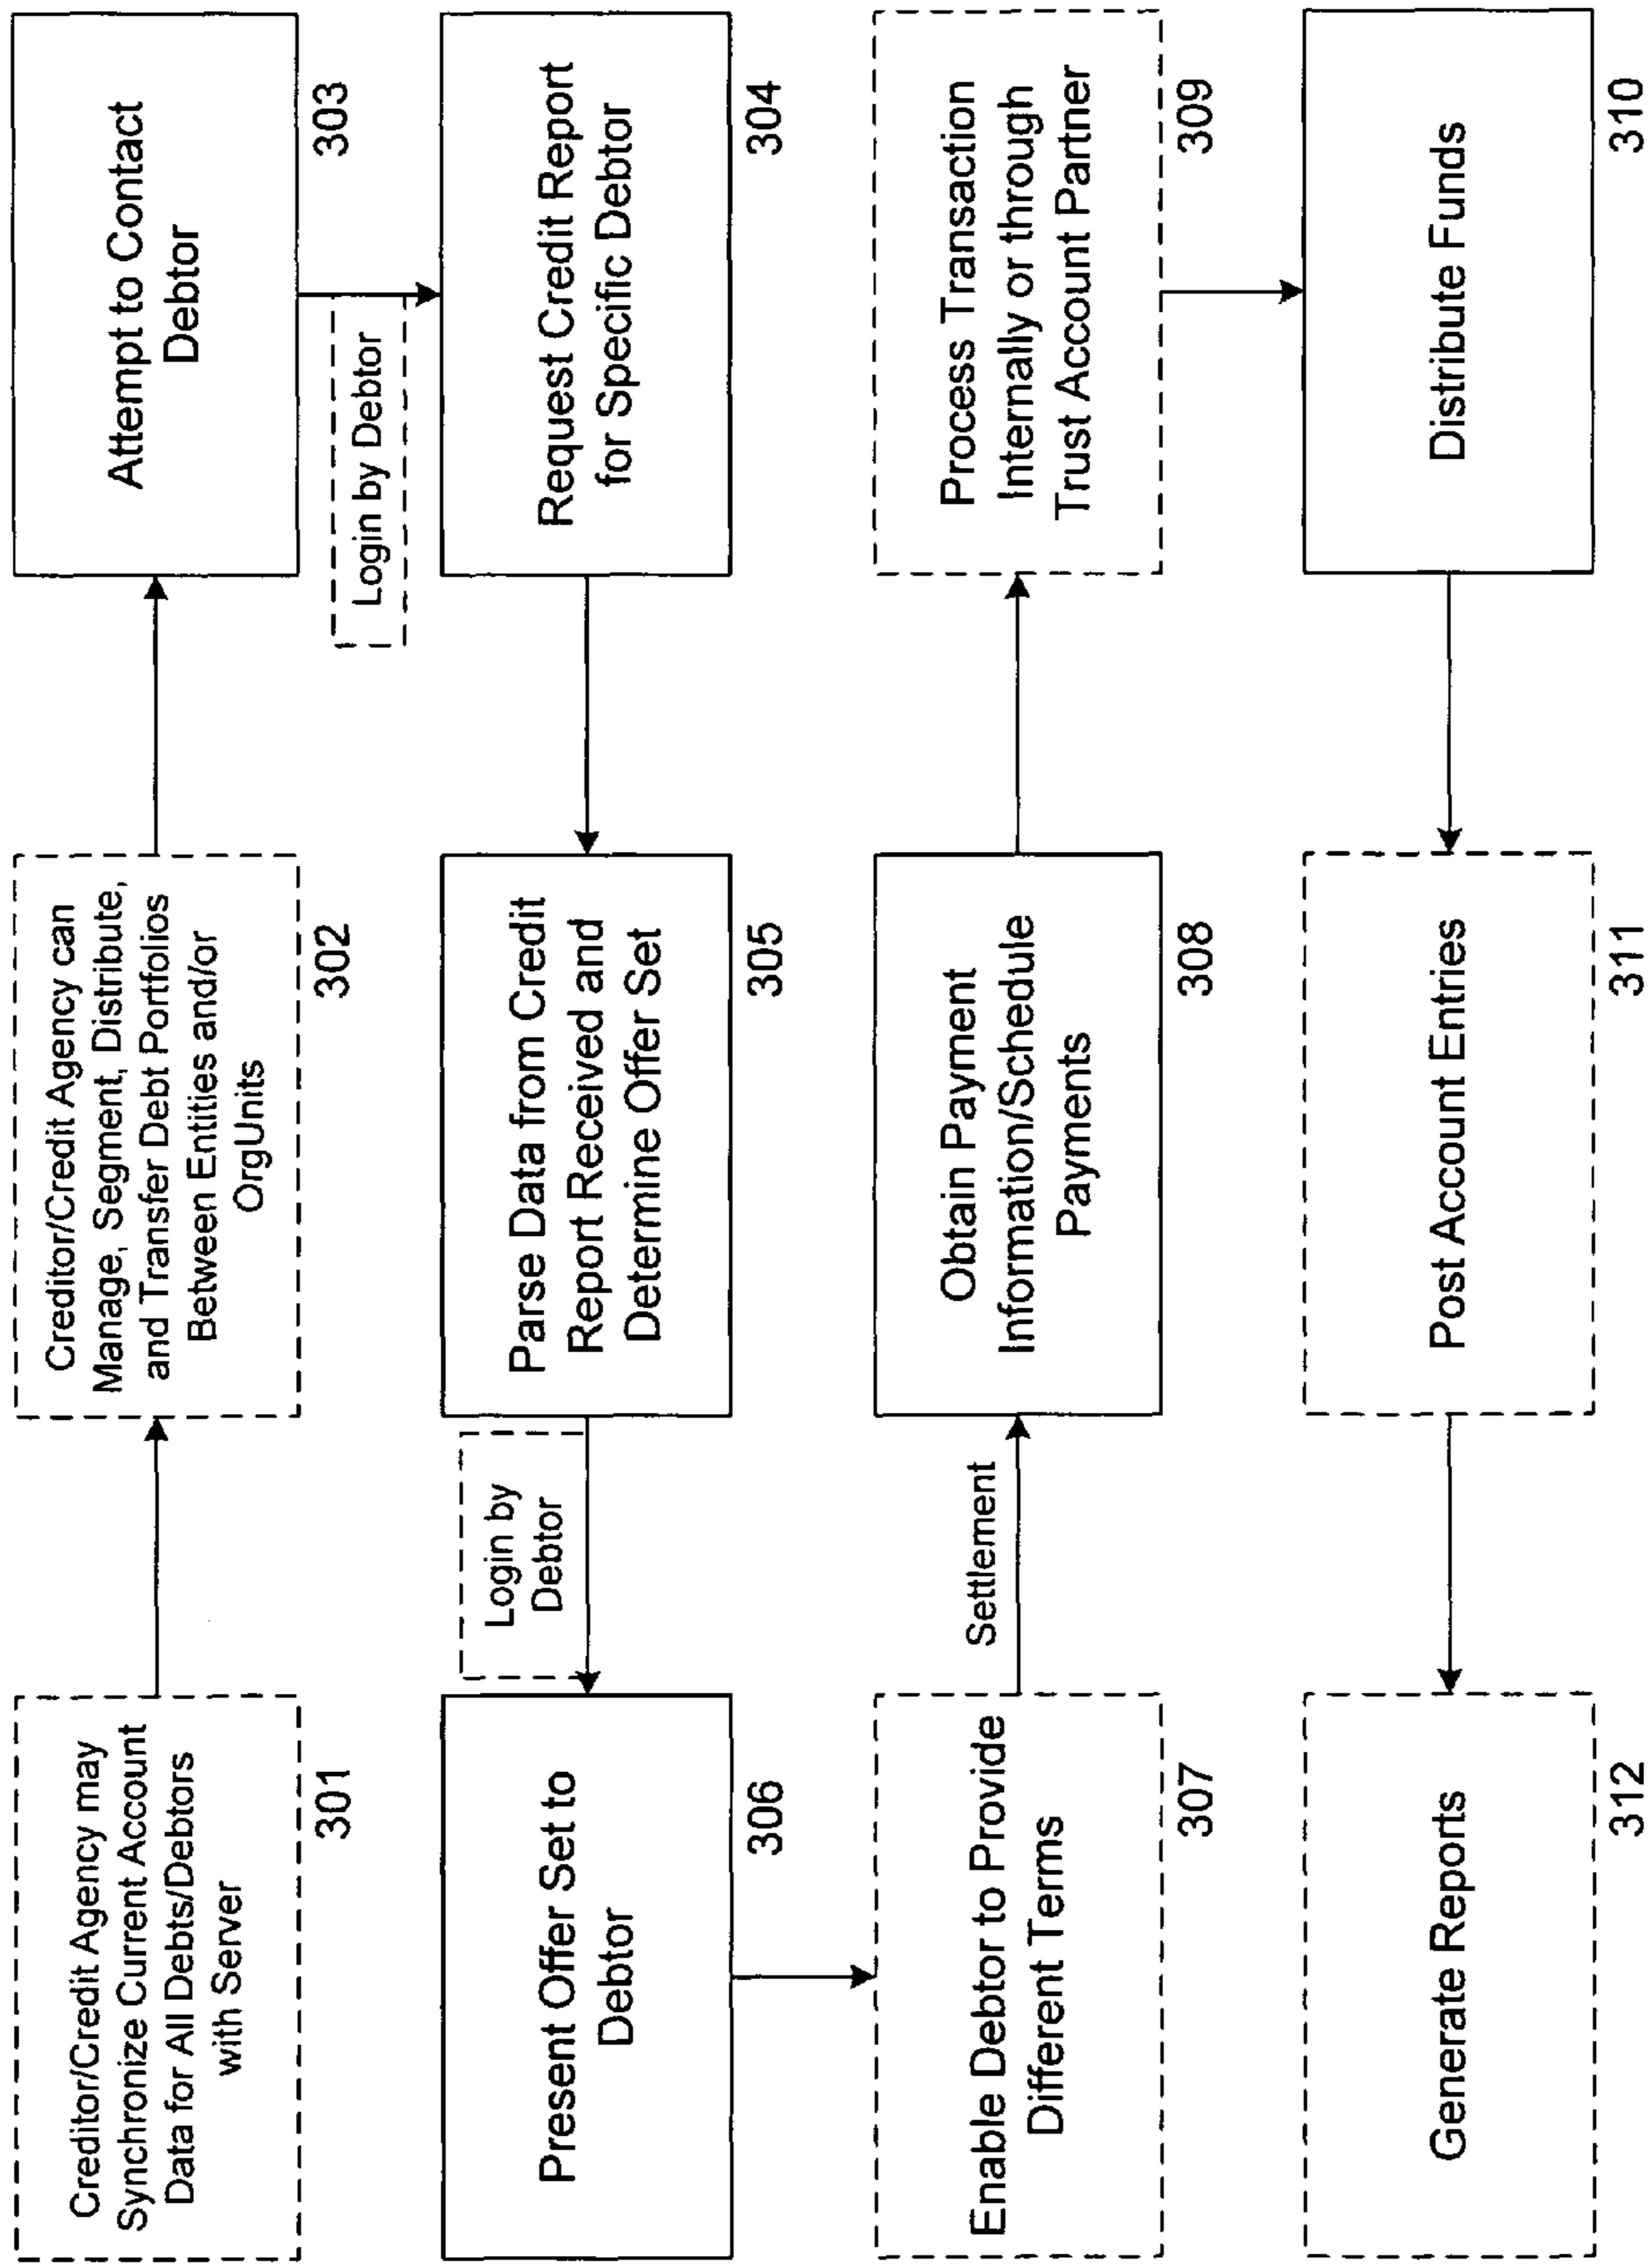 Creditor/Credit Agency may
Synchronize Current Account
Data for All Debts/Debtors
with Server
301
Creditor/Credit Agency can
Manage, Segment, Distribute,
and Transfer Debt Portfolios
Between Entities and/or
OrgUnits
302
Attempt to Contact
Debtor
303
Login by Debtor
Request Credit Report
for Specific Debtor
304
Parse Data from Credit
Report Received and
Determine Offer Set
305
Login by
Debtor
Present Offer Set to
Debtor
306
Enable Debtor to Provide
Different Terms
307
Settlement
Obtain Payment
Information/Schedule
Payments
308
Process Transaction
Internally or through
Trust Account Partner
309
Distribute Funds
310
Post Account Entries
311
Generate Reports
312